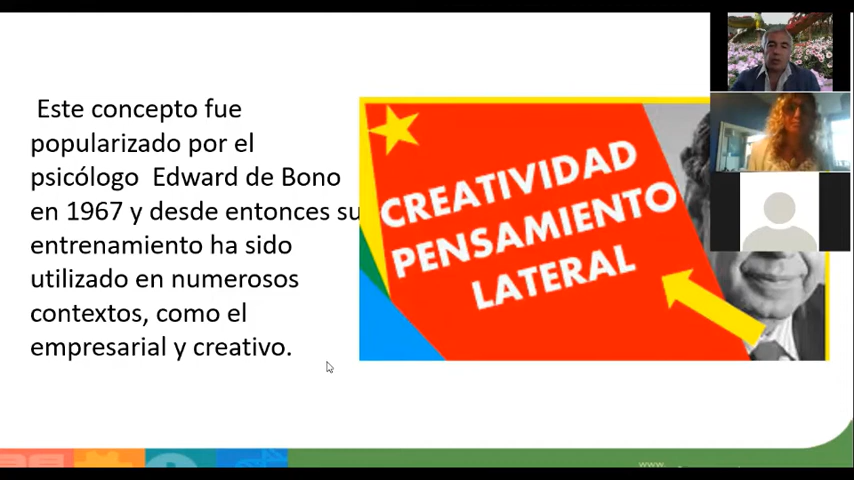 Este concepto fue
popularizado por el
psicólogo Edward de Bono
en 1967 y desde entonces su
entrenamiento ha sido
utilizado en numerosos
contextos, como el
empresarial y creativo.
CREATIVIDAD
PENSAMIENTO
LATERAL
www.